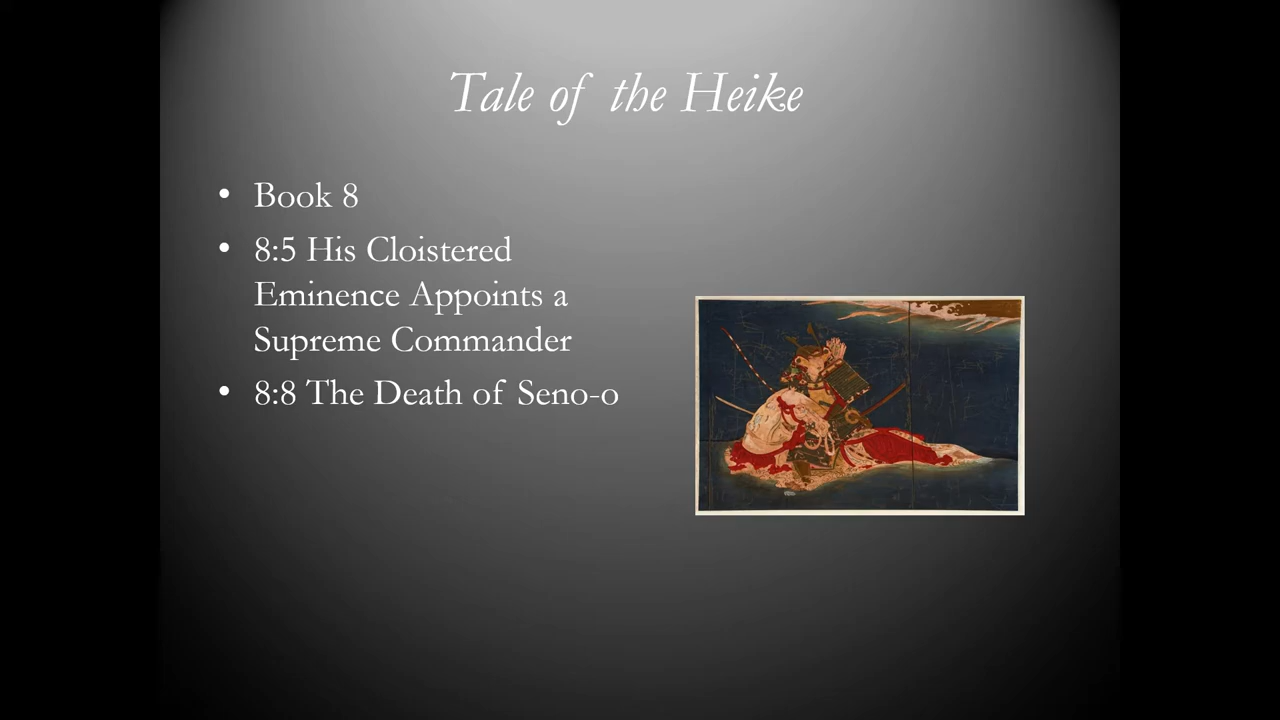 Tale of the Heike
• Book 8
• 8:5 His Cloistered
Eminence Appoints a
Supreme Commander
• 8:8 The Death of Seno-o